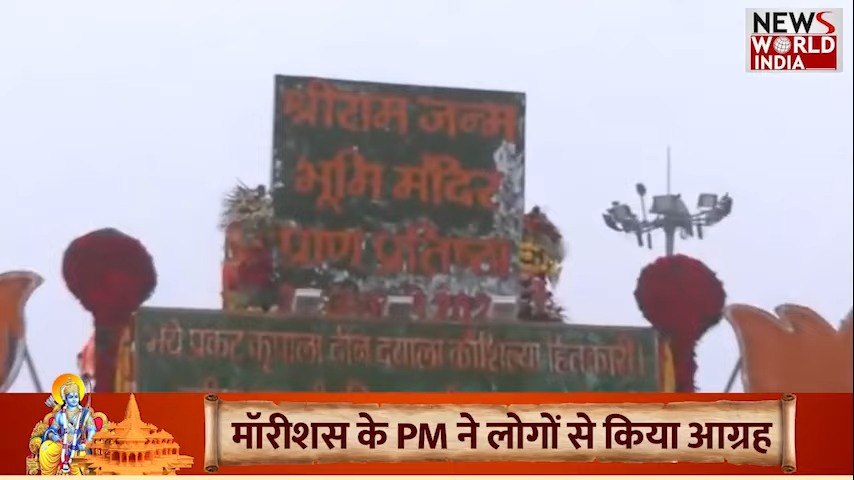 NEWS
WORLD
INDIA
श्रीराम जन्म
भूमि मंदिर
प्राण प्रतिष्ठा
भये प्रकट कृपाला दीन दयाला कौशिल्या हितकारी।
मॉरीशस के PM ने लोगों से किया आग्रह